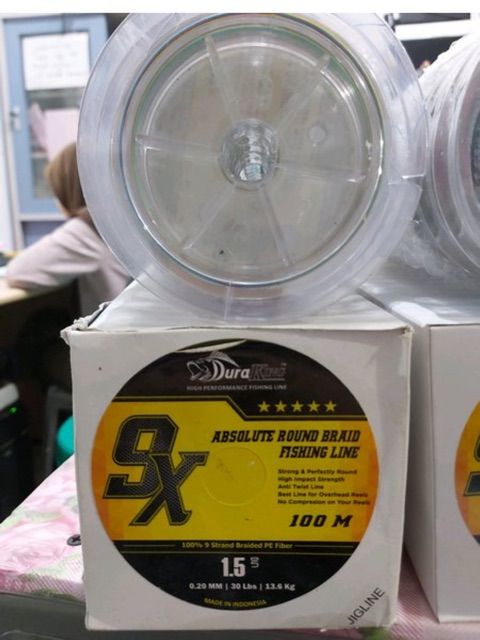 DuraKing
HIGH PERFORMANCE FISHING LINE
9X
ABSOLUTE ROUND BRAID
FISHING LINE
Strong & Perfectly Round
High Impact Strength
Anti Twist Line
Best Line for Overhead Reels
No Compression on Your Reels
100 M
100% 9 Strand Braided PE Fiber
1.5
0.20 MM | 30 Lbs | 13.6 Kg
MADE IN INDONESIA
JIGLINE